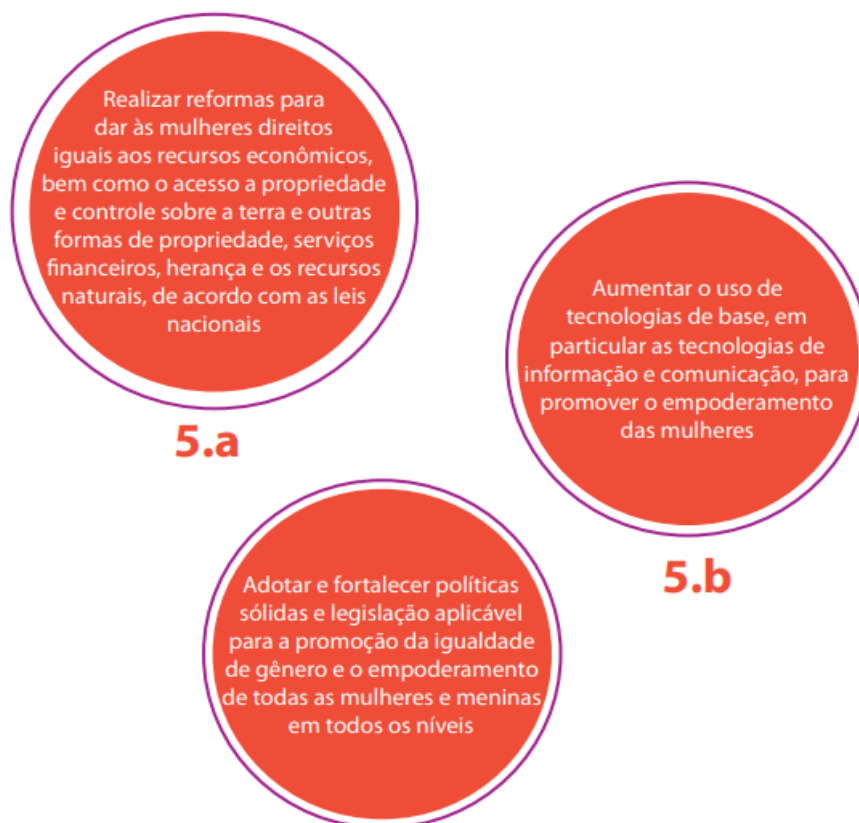 Realizar reformas para
dar às mulheres direitos
iguais aos recursos econômicos,
bem como o acesso a propriedade
e controle sobre a terra e outras
formas de propriedade, serviços
financeiros, herança e os recursos
naturais, de acordo com as leis
nacionais
5.a
Aumentar o uso de
tecnologias de base, em
particular as tecnologias de
informação e comunicação, para
promover o empoderamento
das mulheres
5.b
Adotar e fortalecer políticas
sólidas e legislação aplicável
para a promoção da igualdade
de gênero e o empoderamento
de todas as mulheres e meninas
em todos os níveis